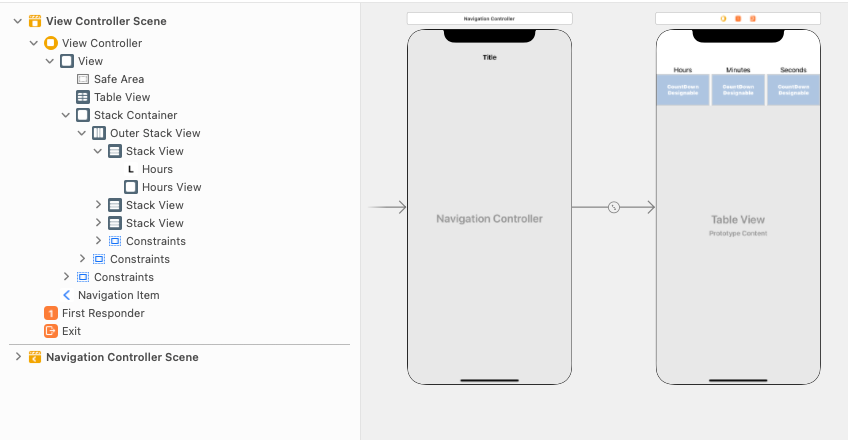 View Controller Scene
View Controller
View
Safe Area
Table View
Stack Container
Outer Stack View
Stack View
L Hours
Hours View
Stack View
Stack View
Constraints
Constraints
Constraints
Navigation Item
1 First Responder
Exit
Navigation Controller Scene
Navigation Controller
Title
Navigation Controller
Hours Minutes Seconds
CountDown CountDown CountDown
Designable Designable Designable
Table View
Prototype Content